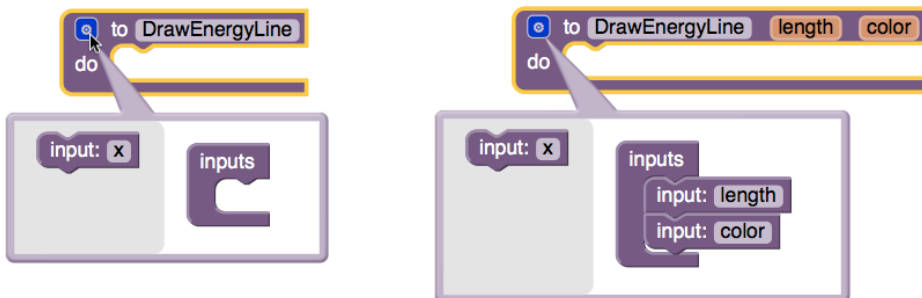 to DrawEnergyLine
do
input: x
inputs
to DrawEnergyLine length color
do
input: x
inputs
input: length
input: color